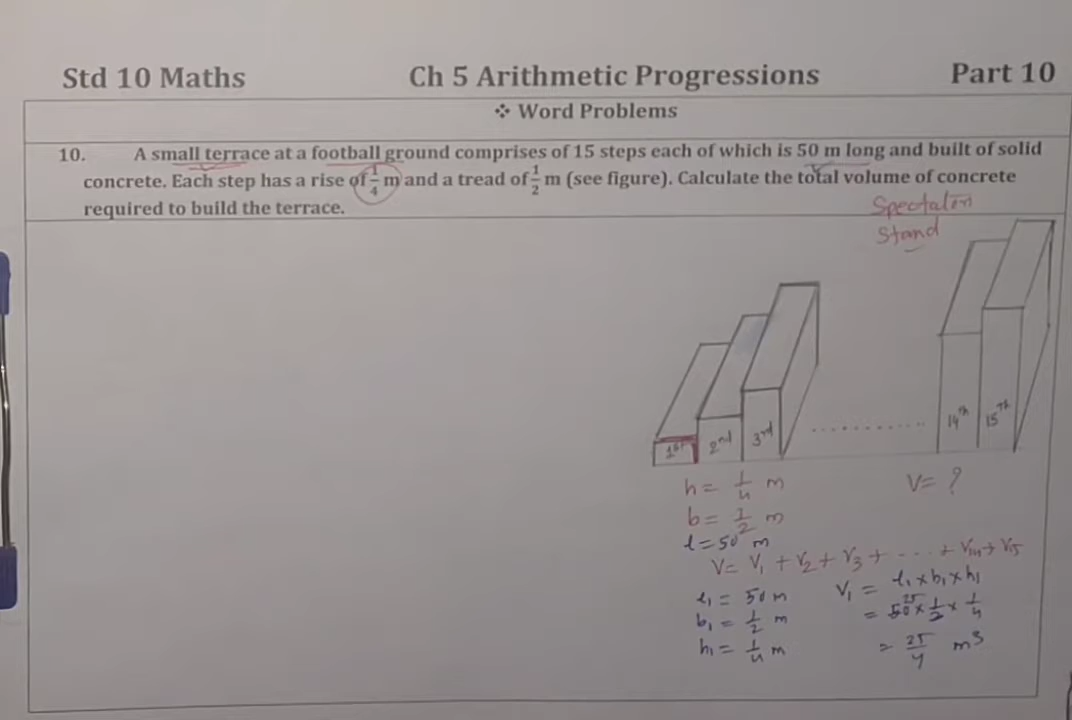 Std 10 Maths Ch 5 Arithmetic Progressions Part 10
❖ Word Problems
10. A small terrace at a football ground comprises of 15 steps each of which is 50 m long and built of solid
concrete. Each step has a rise of 1/4 m and a tread of 1/2 m (see figure). Calculate the total volume of concrete
required to build the terrace.
Spectators
Stand
1st 2nd 3rd ............ 14th 15th
h = 1/4 m V = ?
b = 1/2 m
l = 50 m
V = V1 + V2 + V3 + .... + V14 + V15
l1 = 50 m V1 = l1 × b1 × h1
b1 = 1/2 m = 50 25 × 1/2 × 1/4
h1 = 1/4 m = 25/4 m³